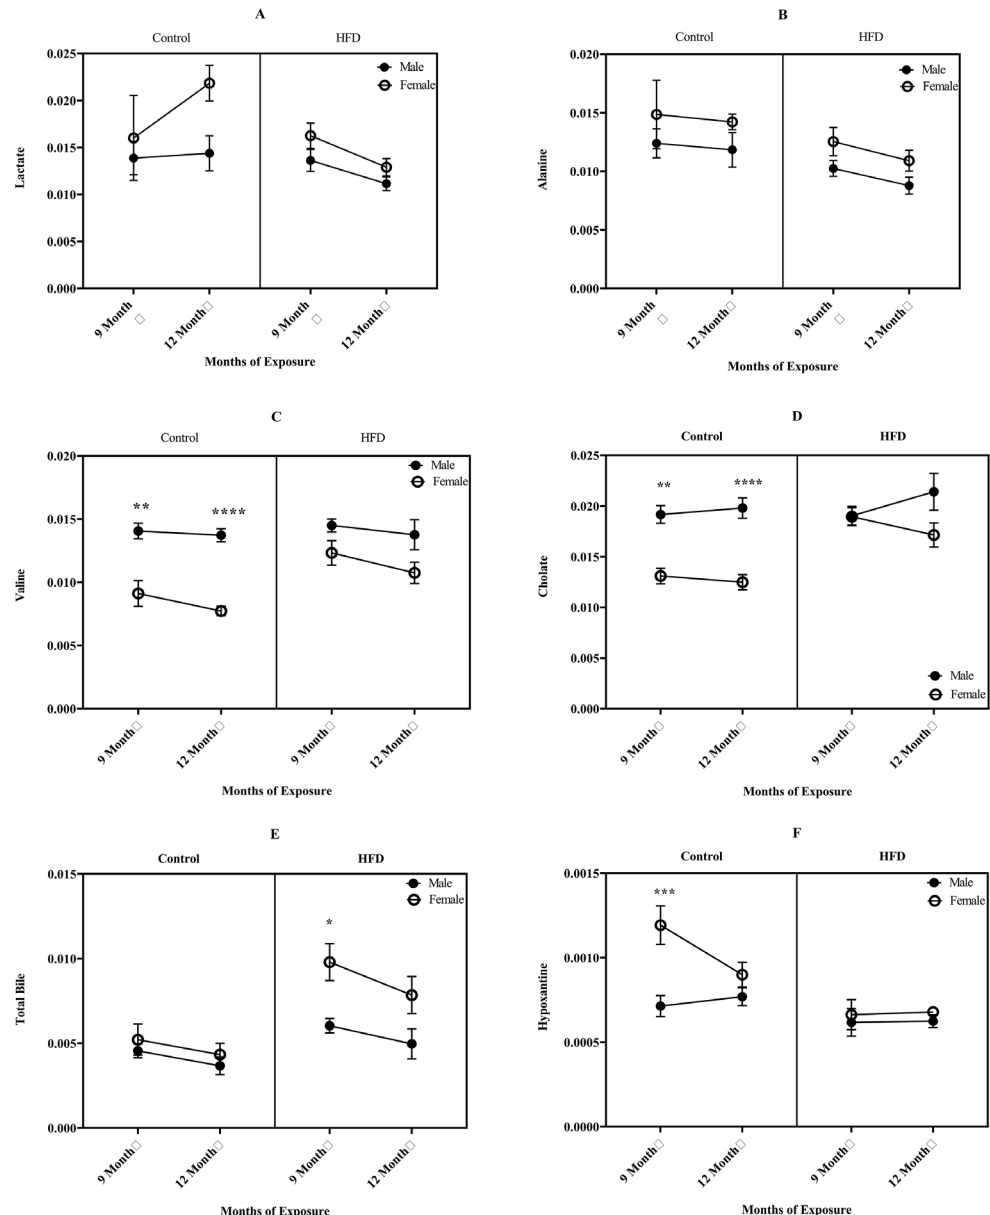 A
Control HFD
0.025
0.020
0.015
0.010
0.005
0.000
Lactate
Male
Female
9 Month
12 Month
9 Month
12 Month
Months of Exposure
B
Control HFD
0.020
0.015
0.010
0.005
0.000
Alanine
Male
Female
9 Month
12 Month
9 Month
12 Month
Months of Exposure
C
Control HFD
0.020
0.015
0.010
0.005
0.000
Valine
Male
Female
**
****
9 Month
12 Month
9 Month
12 Month
Months of Exposure
D
Control HFD
0.025
0.020
0.015
0.010
0.005
0.000
Cholate
**
****
Male
Female
9 Month
12 Month
9 Month
12 Month
Months of Exposure
E
Control HFD
0.015
0.010
0.005
0.000
Total Bile
Male
Female
*
9 Month
12 Month
9 Month
12 Month
Months of Exposure
F
Control HFD
0.0015
0.0010
0.0005
0.0000
Hypoxantine
Male
Female
***
9 Month
12 Month
9 Month
12 Month
Months of Exposure